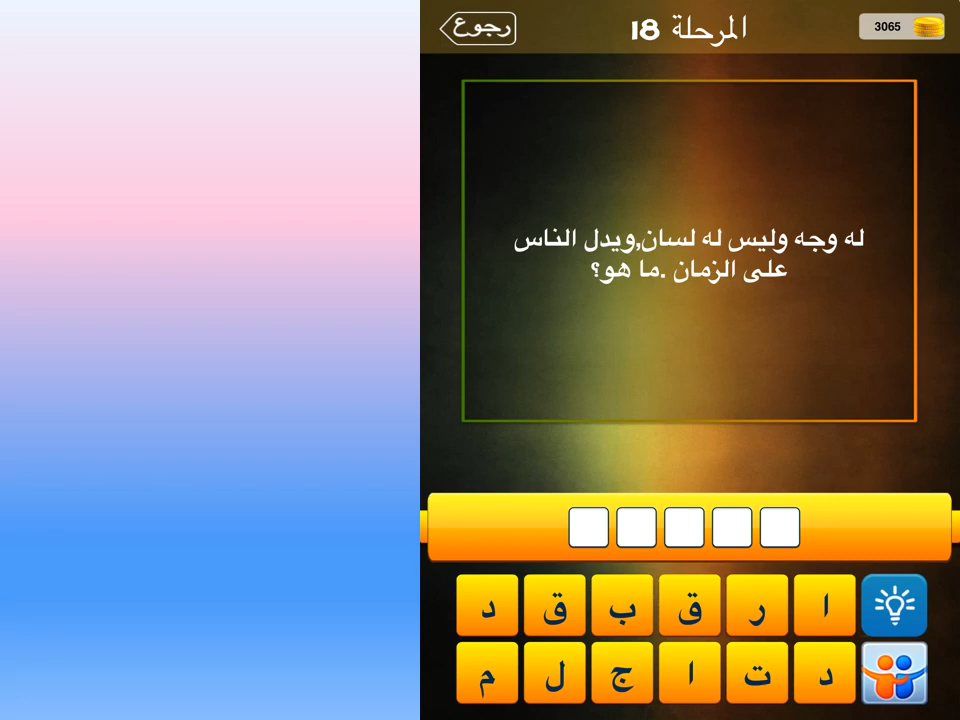 رجوع
المرحلة 18
3065
له وجه وليس له لسان,ويدل الناس
على الزمان .ما هو؟
ا ر ق ب ق د
د ت ا ج ل م